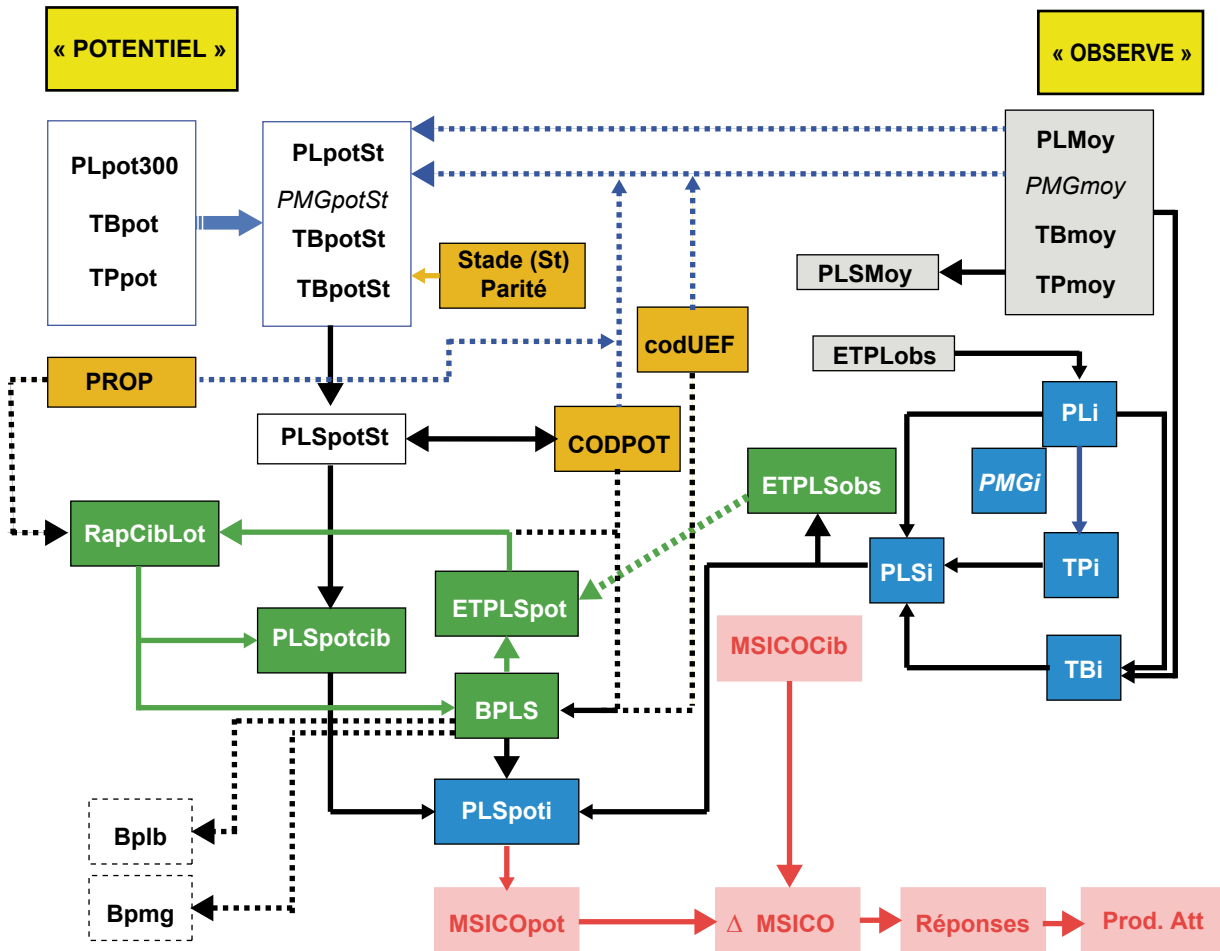 « POTENTIEL »
« OBSERVE »
PLpot300
TBpot
TPpot
PLpotSt
PMGpotSt
TBpotSt
TBpotSt
Stade (St)
Parité
PLMoy
PMGmoy
TBmoy
TPmoy
PLSMoy
ETPLobs
codUEF
PROP
PLi
PLSpotSt
CODPOT
ETPLSobs
PMGi
RapCibLot
PLSi
TPi
ETPLSpot
PLSpotcib
MSICOCib
TBi
BPLS
PLSpoti
Bplb
Bpmg
MSICOpot
Δ MSICO
Réponses
Prod. Att